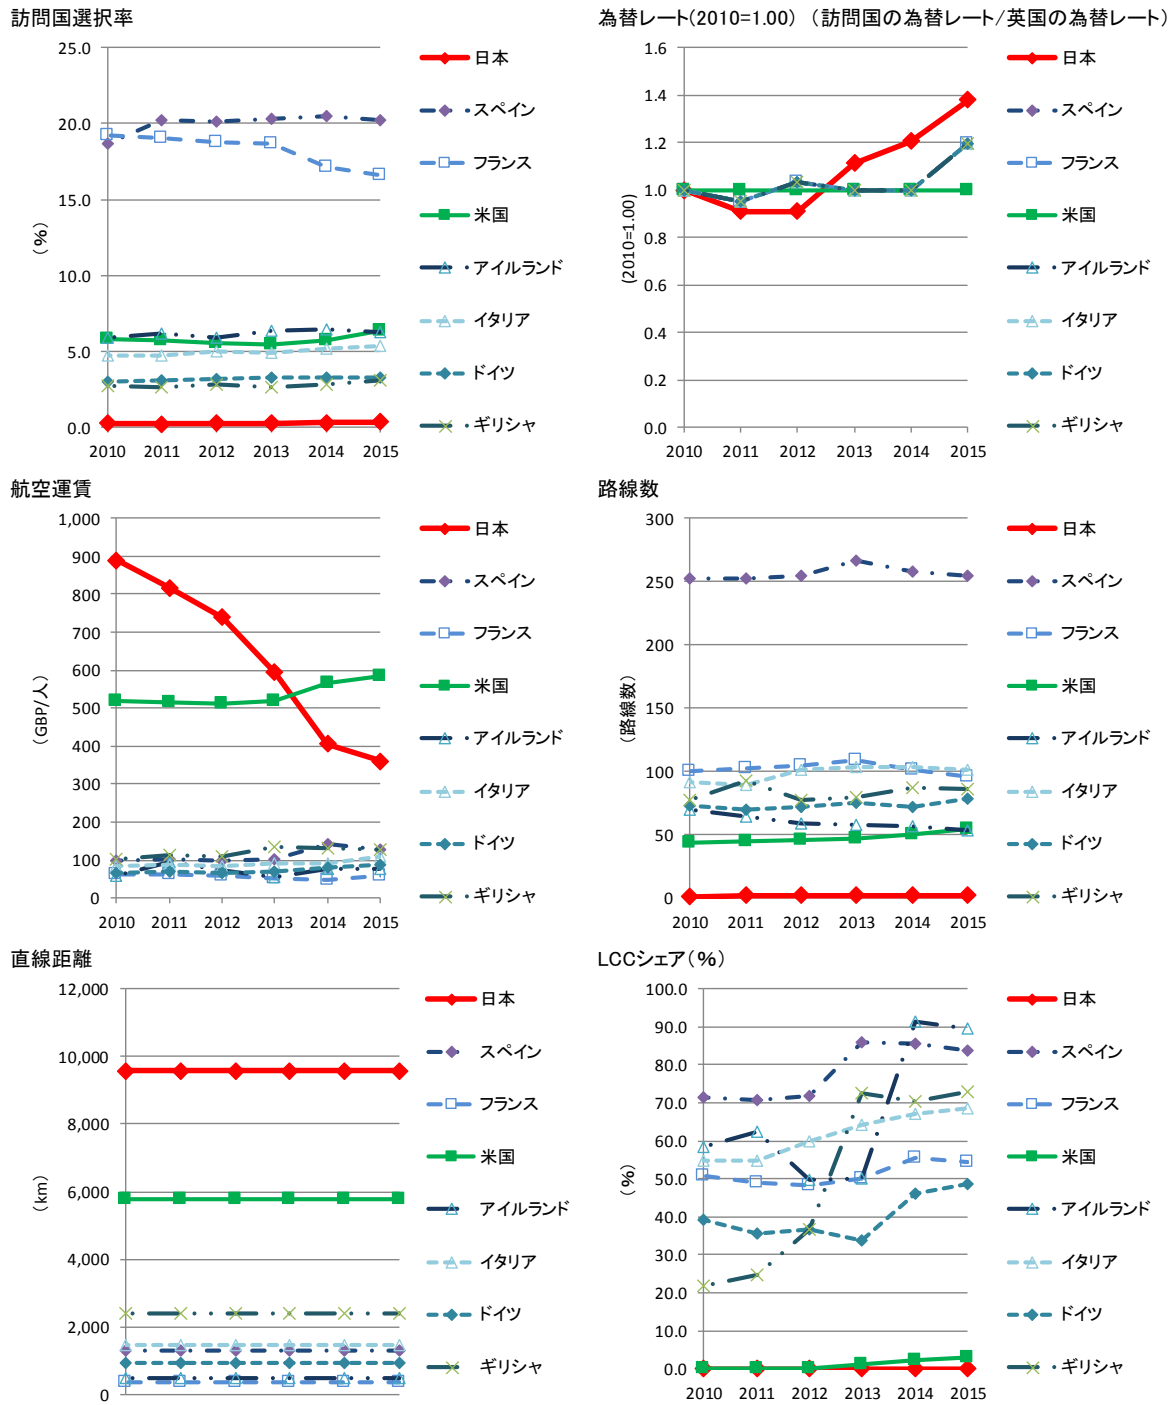 訪問国選択率
25.0
20.0
15.0
10.0
5.0
0.0
(%)
2010 2011 2012 2013 2014 2015
日本
スペイン
フランス
米国
アイルランド
イタリア
ドイツ
ギリシャ
為替レート(2010=1.00) (訪問国の為替レート/英国の為替レート)
1.6
1.4
1.2
1.0
0.8
0.6
0.4
0.2
0.0
(2010=1.00)
2010 2011 2012 2013 2014 2015
日本
スペイン
フランス
米国
アイルランド
イタリア
ドイツ
ギリシャ
航空運賃
1,000
900
800
700
600
500
400
300
200
100
0
(GBP/人)
2010 2011 2012 2013 2014 2015
日本
スペイン
フランス
米国
アイルランド
イタリア
ドイツ
ギリシャ
路線数
300
250
200
150
100
50
0
(路線数)
2010 2011 2012 2013 2014 2015
日本
スペイン
フランス
米国
アイルランド
イタリア
ドイツ
ギリシャ
直線距離
12,000
10,000
8,000
6,000
4,000
2,000
0
(km)
日本
スペイン
フランス
米国
アイルランド
イタリア
ドイツ
ギリシャ
LCCシェア(%)
100.0
90.0
80.0
70.0
60.0
50.0
40.0
30.0
20.0
10.0
0.0
(%)
2010 2011 2012 2013 2014 2015
日本
スペイン
フランス
米国
アイルランド
イタリア
ドイツ
ギリシャ